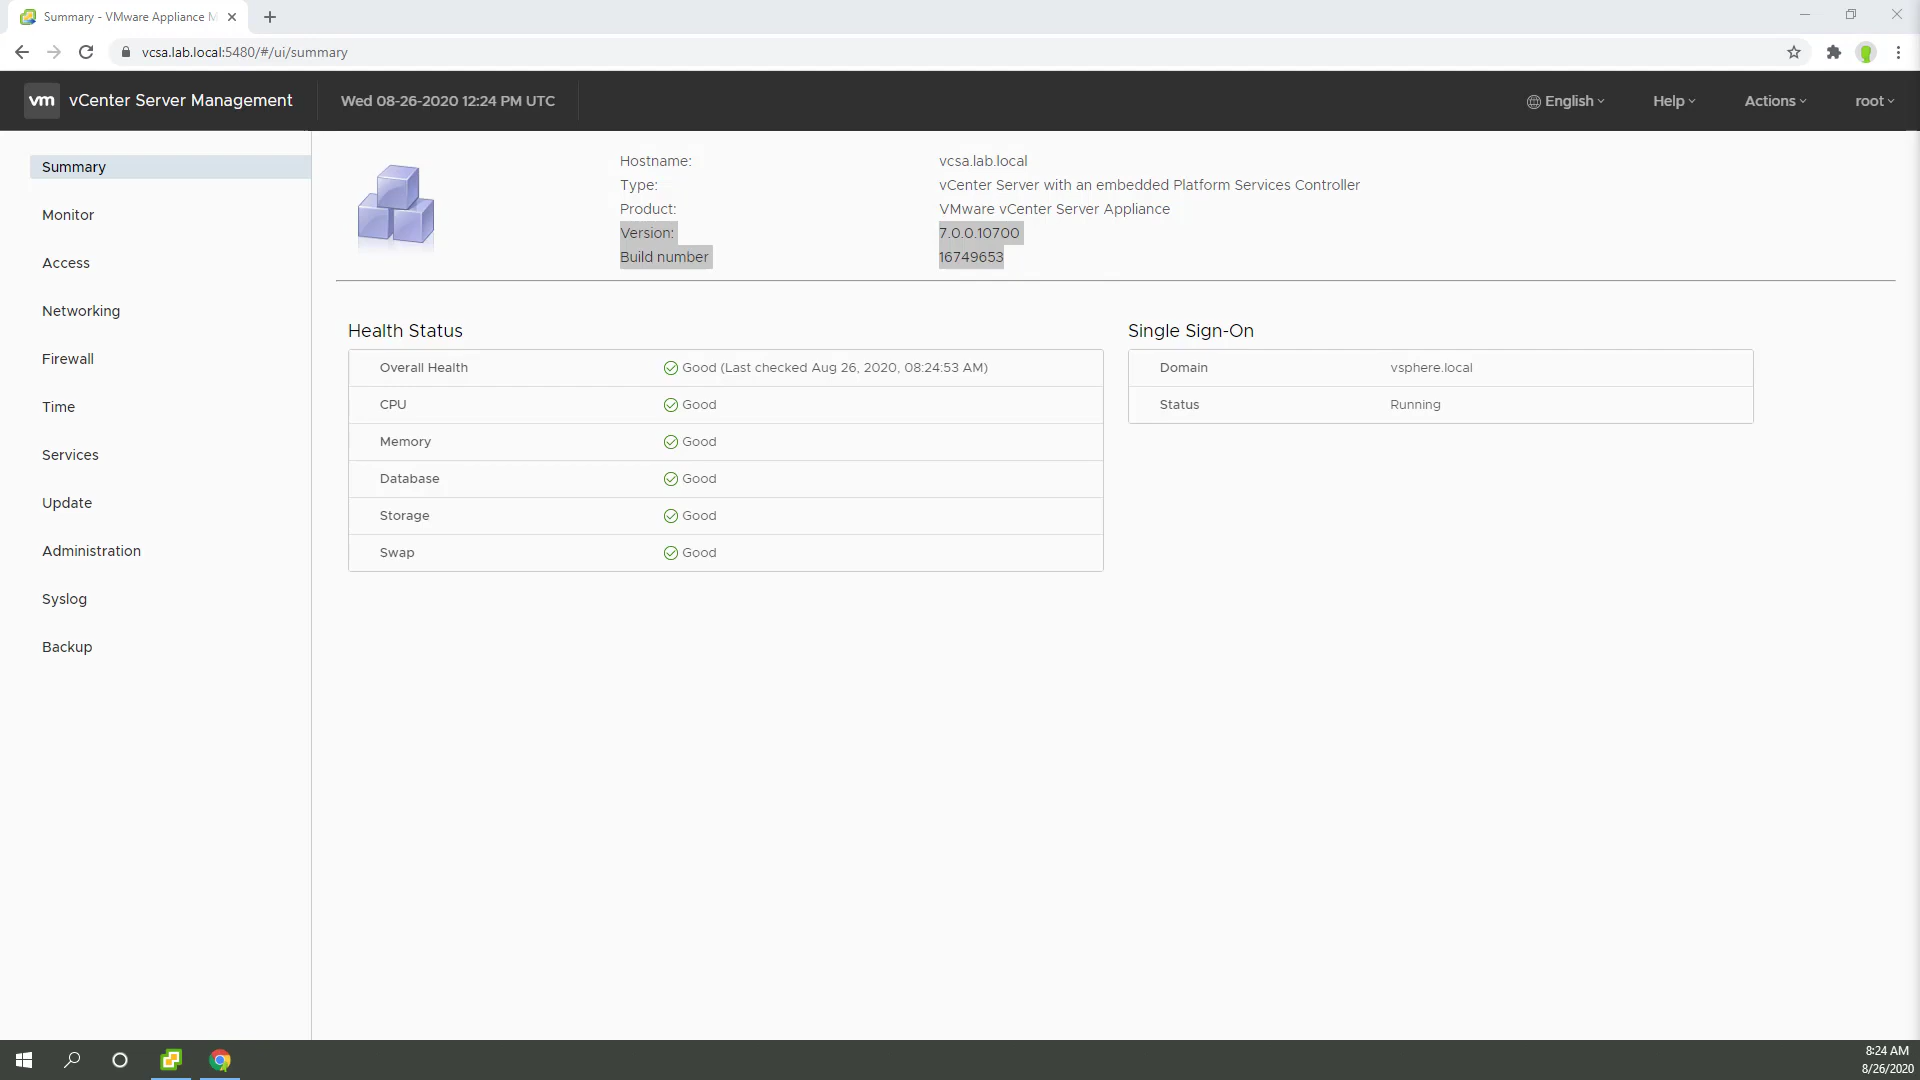 Summary - VMware Appliance M
vcsa.lab.local:5480/#/ui/summary
vm vCenter Server Management Wed 08-26-2020 12:24 PM UTC English Help Actions root
Summary
Monitor
Access
Networking
Firewall
Time
Services
Update
Administration
Syslog
Backup
Hostname: vcsa.lab.local
Type: vCenter Server with an embedded Platform Services Controller
Product: VMware vCenter Server Appliance
Version: 7.0.0.10700
Build number 16749653
Health Status
Overall Health Good (Last checked Aug 26, 2020, 08:24:53 AM)
CPU Good
Memory Good
Database Good
Storage Good
Swap Good
Single Sign-On
Domain vsphere.local
Status Running
8:24 AM
8/26/2020